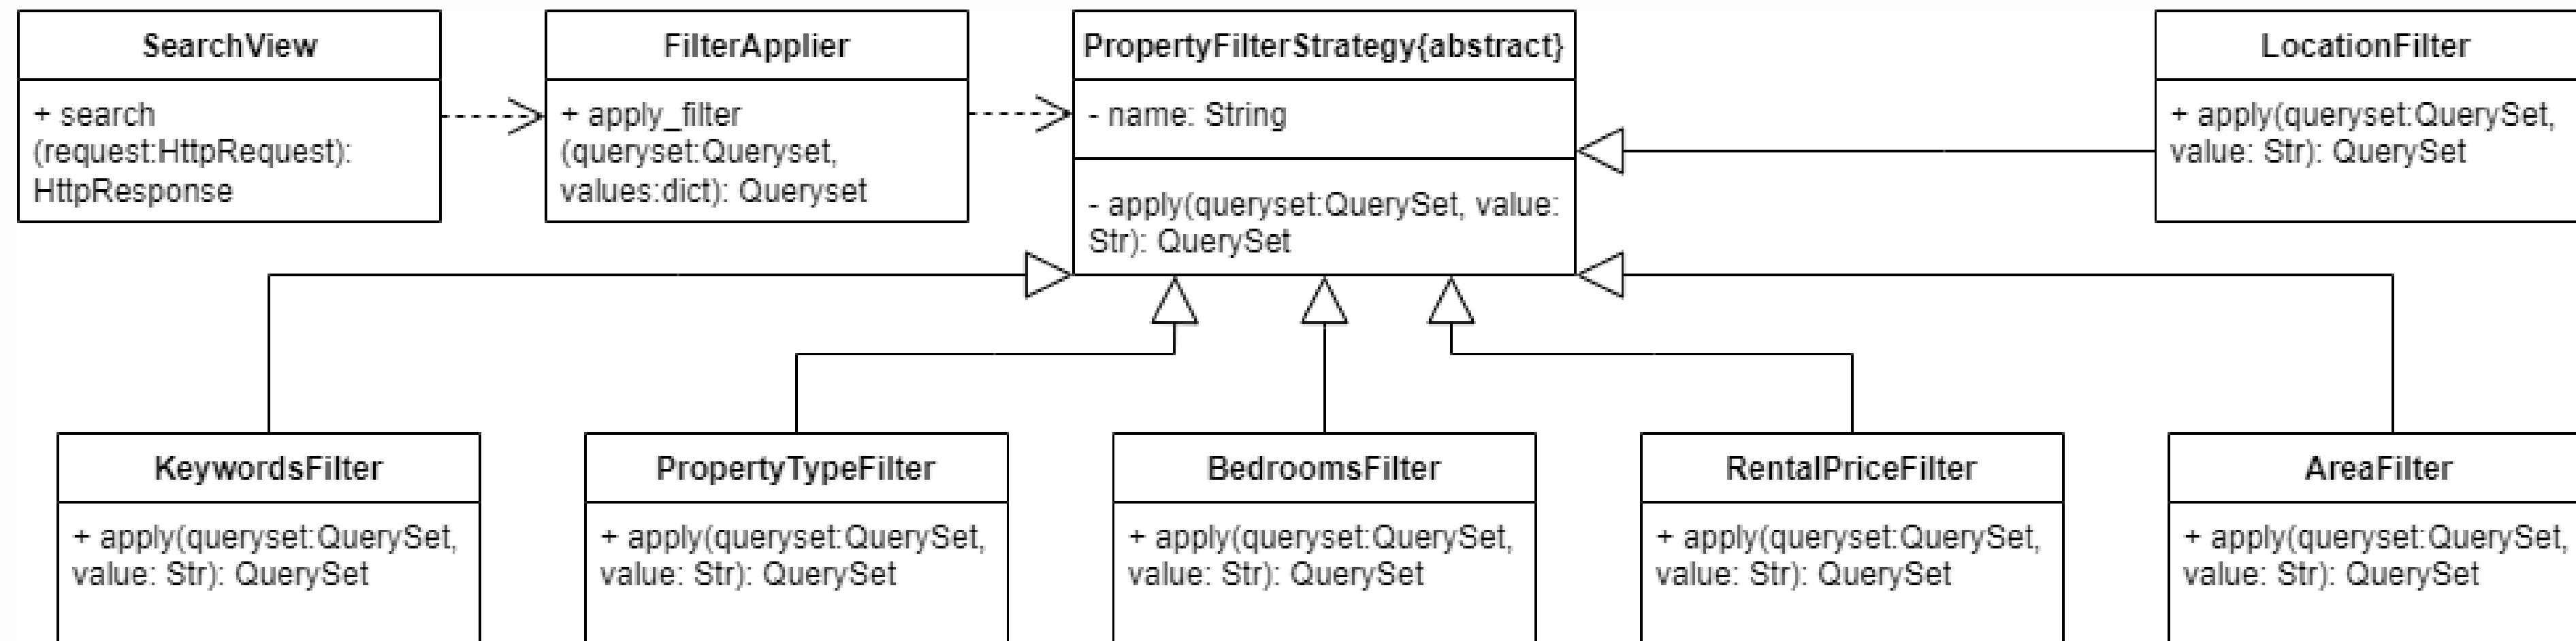 SearchView
+ search
(request:HttpRequest):
HttpResponse
FilterApplier
+ apply_filter
(queryset:Queryset,
values:dict): Queryset
PropertyFilterStrategy{abstract}
- name: String
- apply(queryset:QuerySet, value:
Str): QuerySet
LocationFilter
+ apply(queryset:QuerySet,
value: Str): QuerySet
KeywordsFilter
+ apply(queryset:QuerySet,
value: Str): QuerySet
PropertyTypeFilter
+ apply(queryset:QuerySet,
value: Str): QuerySet
BedroomsFilter
+ apply(queryset:QuerySet,
value: Str): QuerySet
RentalPriceFilter
+ apply(queryset:QuerySet,
value: Str): QuerySet
AreaFilter
+ apply(queryset:QuerySet,
value: Str): QuerySet